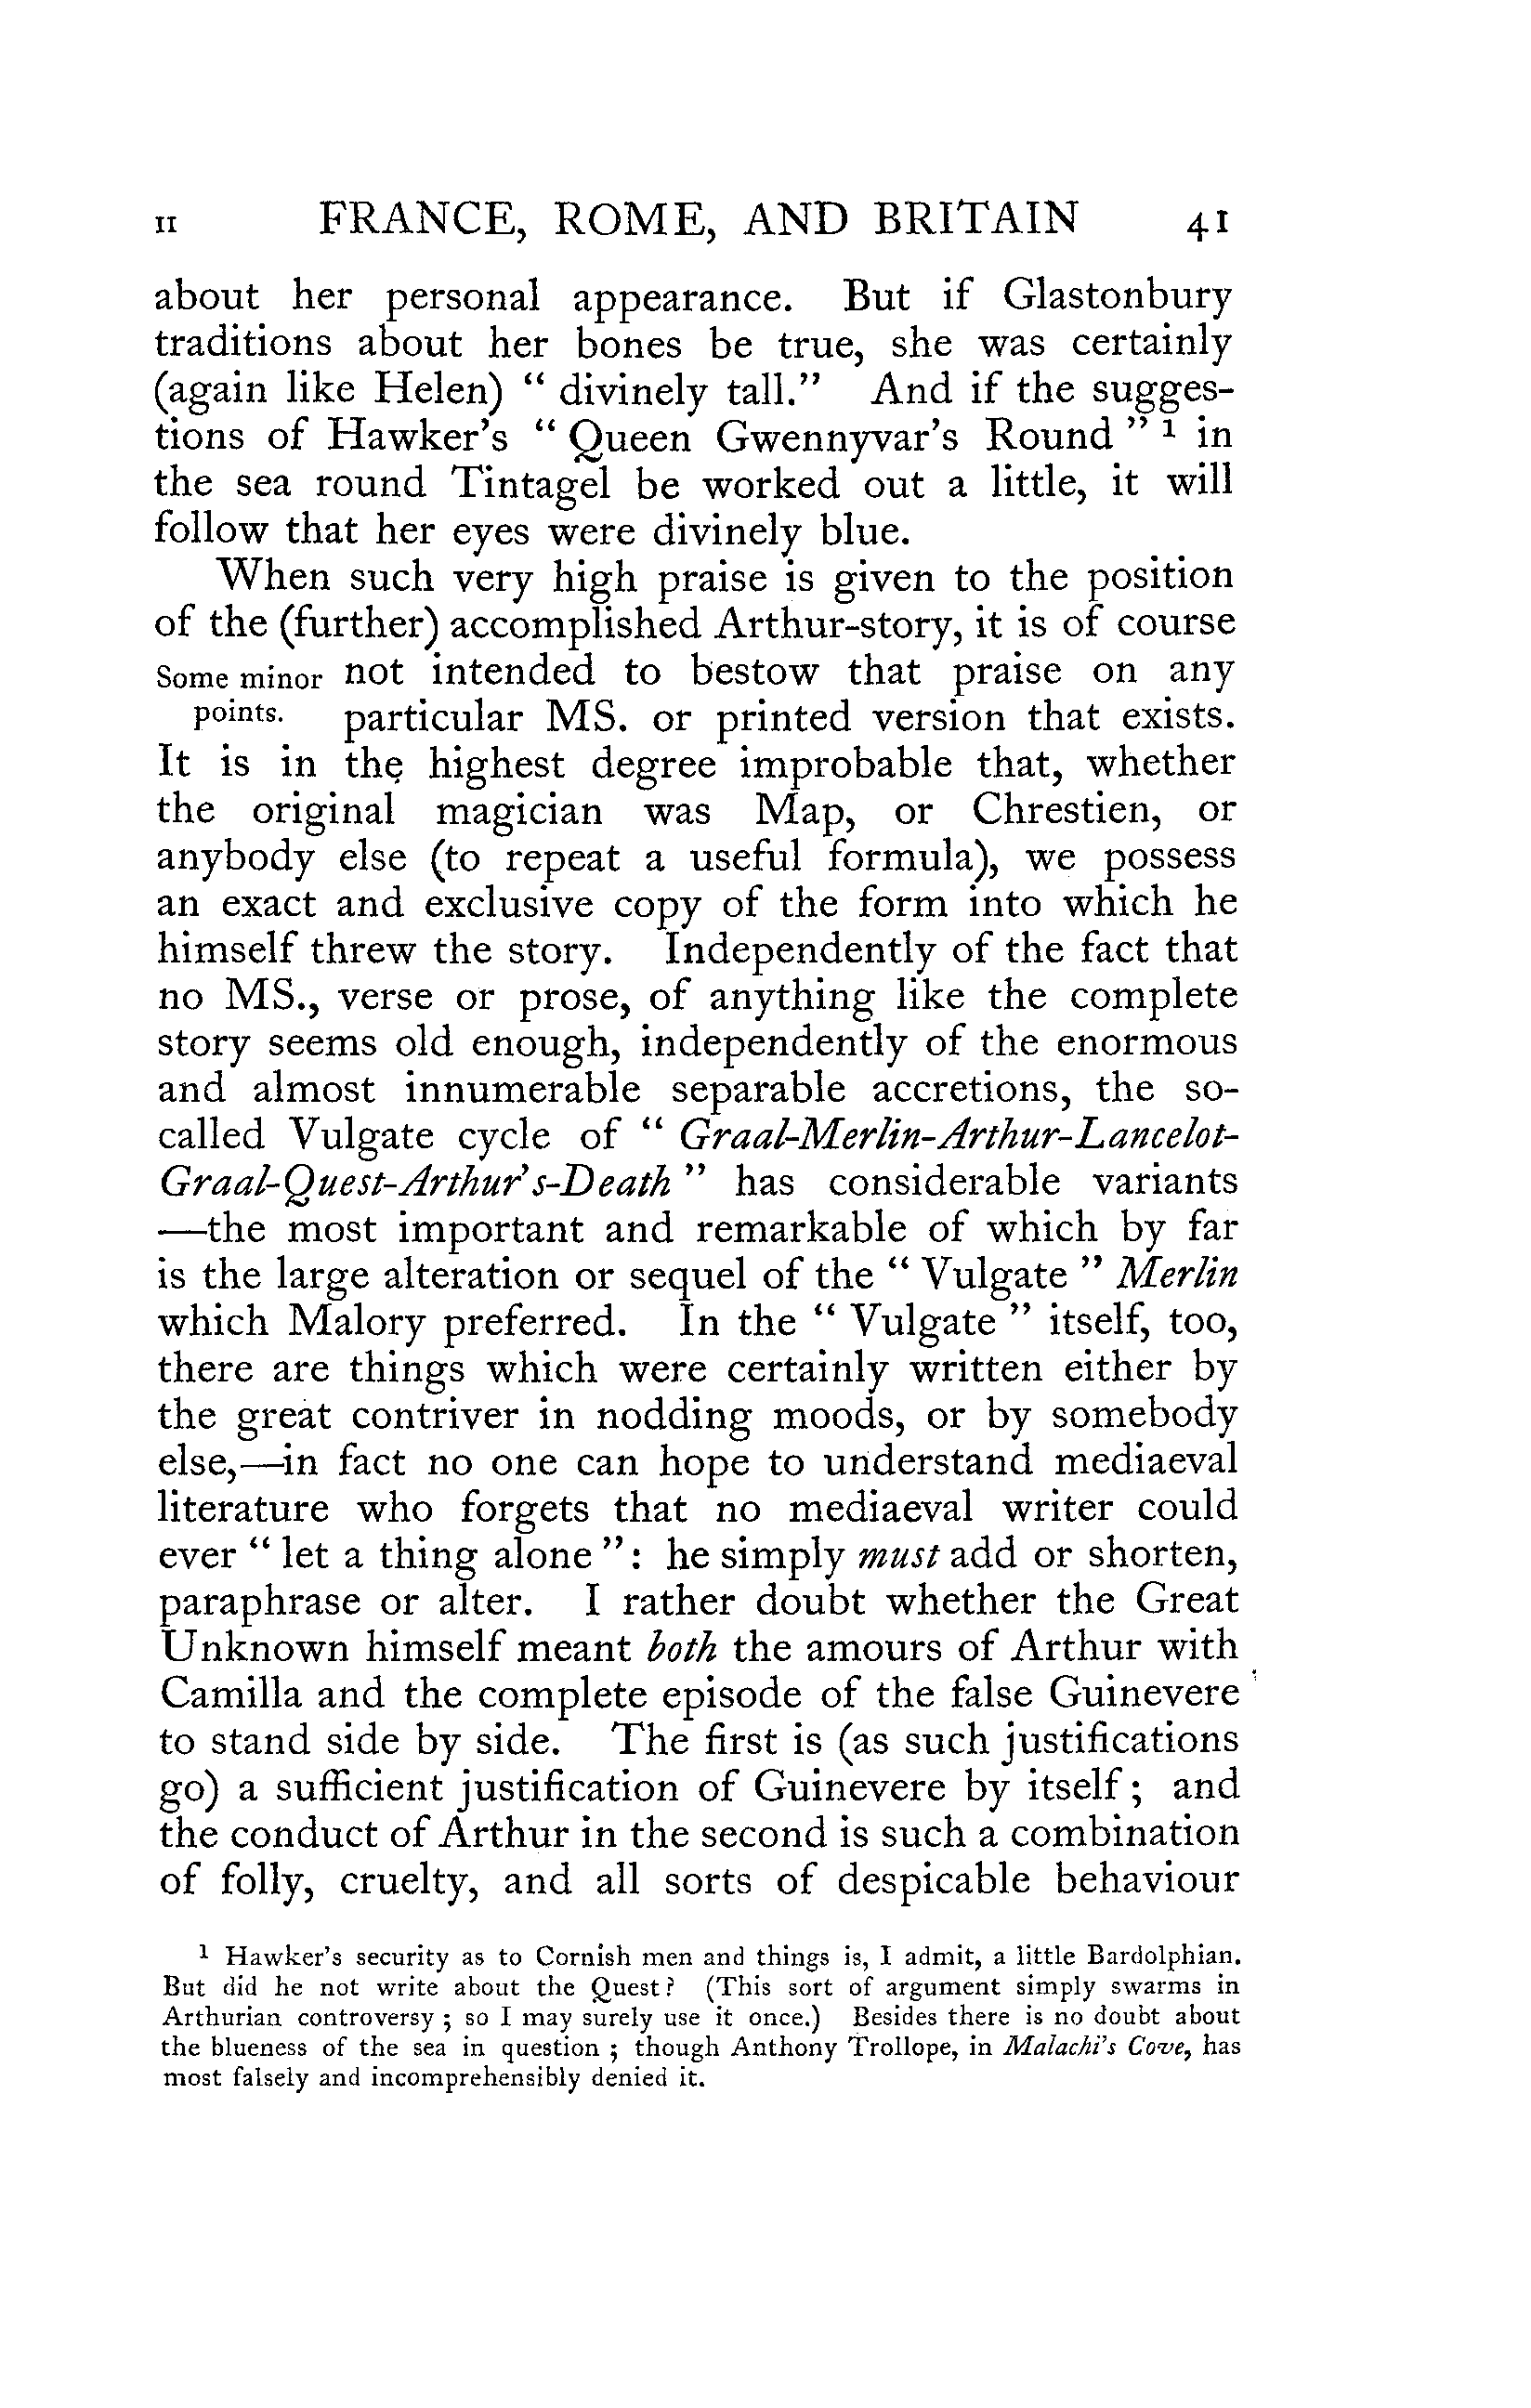 II FRANCE, ROME, AND BRITAIN 41
about her personal appearance. But if Glastonbury
traditions about her bones be true, she was certainly
(again like Helen) “ divinely tall.” And if the sugges-
tions of Hawker’s “ Queen Gwennyvar’s Round ” ¹ in
the sea round Tintagel be worked out a little, it will
follow that her eyes were divinely blue.
When such very high praise is given to the position
of the (further) accomplished Arthur-story, it is of course
Some minor not intended to bestow that praise on any
points. particular MS. or printed version that exists.
It is in the highest degree improbable that, whether
the original magician was Map, or Chrestien, or
anybody else (to repeat a useful formula), we possess
an exact and exclusive copy of the form into which he
himself threw the story. Independently of the fact that
no MS., verse or prose, of anything like the complete
story seems old enough, independently of the enormous
and almost innumerable separable accretions, the so-
called Vulgate cycle of “ Graal-Merlin-Arthur-Lancelot-
Graal-Quest-Arthur’s-Death ” has considerable variants
—the most important and remarkable of which by far
is the large alteration or sequel of the “ Vulgate ” Merlin
which Malory preferred. In the “ Vulgate ” itself, too,
there are things which were certainly written either by
the great contriver in nodding moods, or by somebody
else,—in fact no one can hope to understand mediaeval
literature who forgets that no mediaeval writer could
ever “ let a thing alone ”: he simply must add or shorten,
paraphrase or alter. I rather doubt whether the Great
Unknown himself meant both the amours of Arthur with
Camilla and the complete episode of the false Guinevere
to stand side by side. The first is (as such justifications
go) a sufficient justification of Guinevere by itself ; and
the conduct of Arthur in the second is such a combination
of folly, cruelty, and all sorts of despicable behaviour
¹ Hawker’s security as to Cornish men and things is, I admit, a little Bardolphian.
But did he not write about the Quest ? (This sort of argument simply swarms in
Arthurian controversy ; so I may surely use it once.) Besides there is no doubt about
the blueness of the sea in question ; though Anthony Trollope, in Malachi’s Cove, has
most falsely and incomprehensibly denied it.